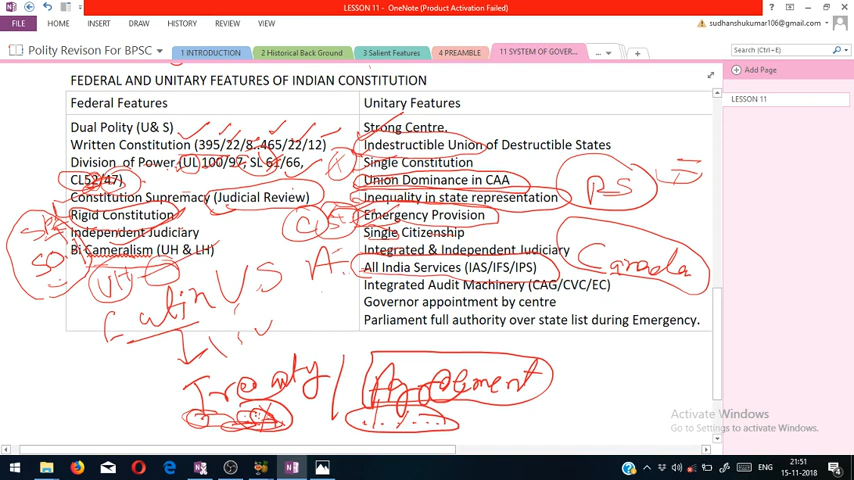 LESSON 11 - OneNote (Product Activation Failed)
FILE HOME INSERT DRAW HISTORY REVIEW VIEW
sudhanshukumar106@gmail.com
Polity Revison For BPSC
1 INTRODUCTION 2 Historical Back Ground 3 Salient Features 4 PREAMBLE 11 SYSTEM OF GOVER...
Search (Ctrl+E)
Add Page
LESSON 11
FEDERAL AND UNITARY FEATURES OF INDIAN CONSTITUTION
Federal Features Unitary Features
Dual Polity (U& S) Strong Centre.
Written Constitution (395/22/8..465/22/12) Indestructible Union of Destructible States
Division of Power (UL 100/97, SL 61/66, Single Constitution
CL52/47) Union Dominance in CAA
Constitution Supremacy (Judicial Review) Inequality in state representation
Rigid Constitution Emergency Provision
Independent Judiciary Single Citizenship
Bi Cameralism (UH & LH) Integrated & Independent Judiciary
All India Services (IAS/IFS/IPS)
Integrated Audit Machinery (CAG/CVC/EC)
Governor appointment by centre
Parliament full authority over state list during Emergency.
RS
Canada
USA
Treaty / Agreement
Activate Windows
Go to Settings to activate Windows.
ENG
21:51
15-11-2018
4